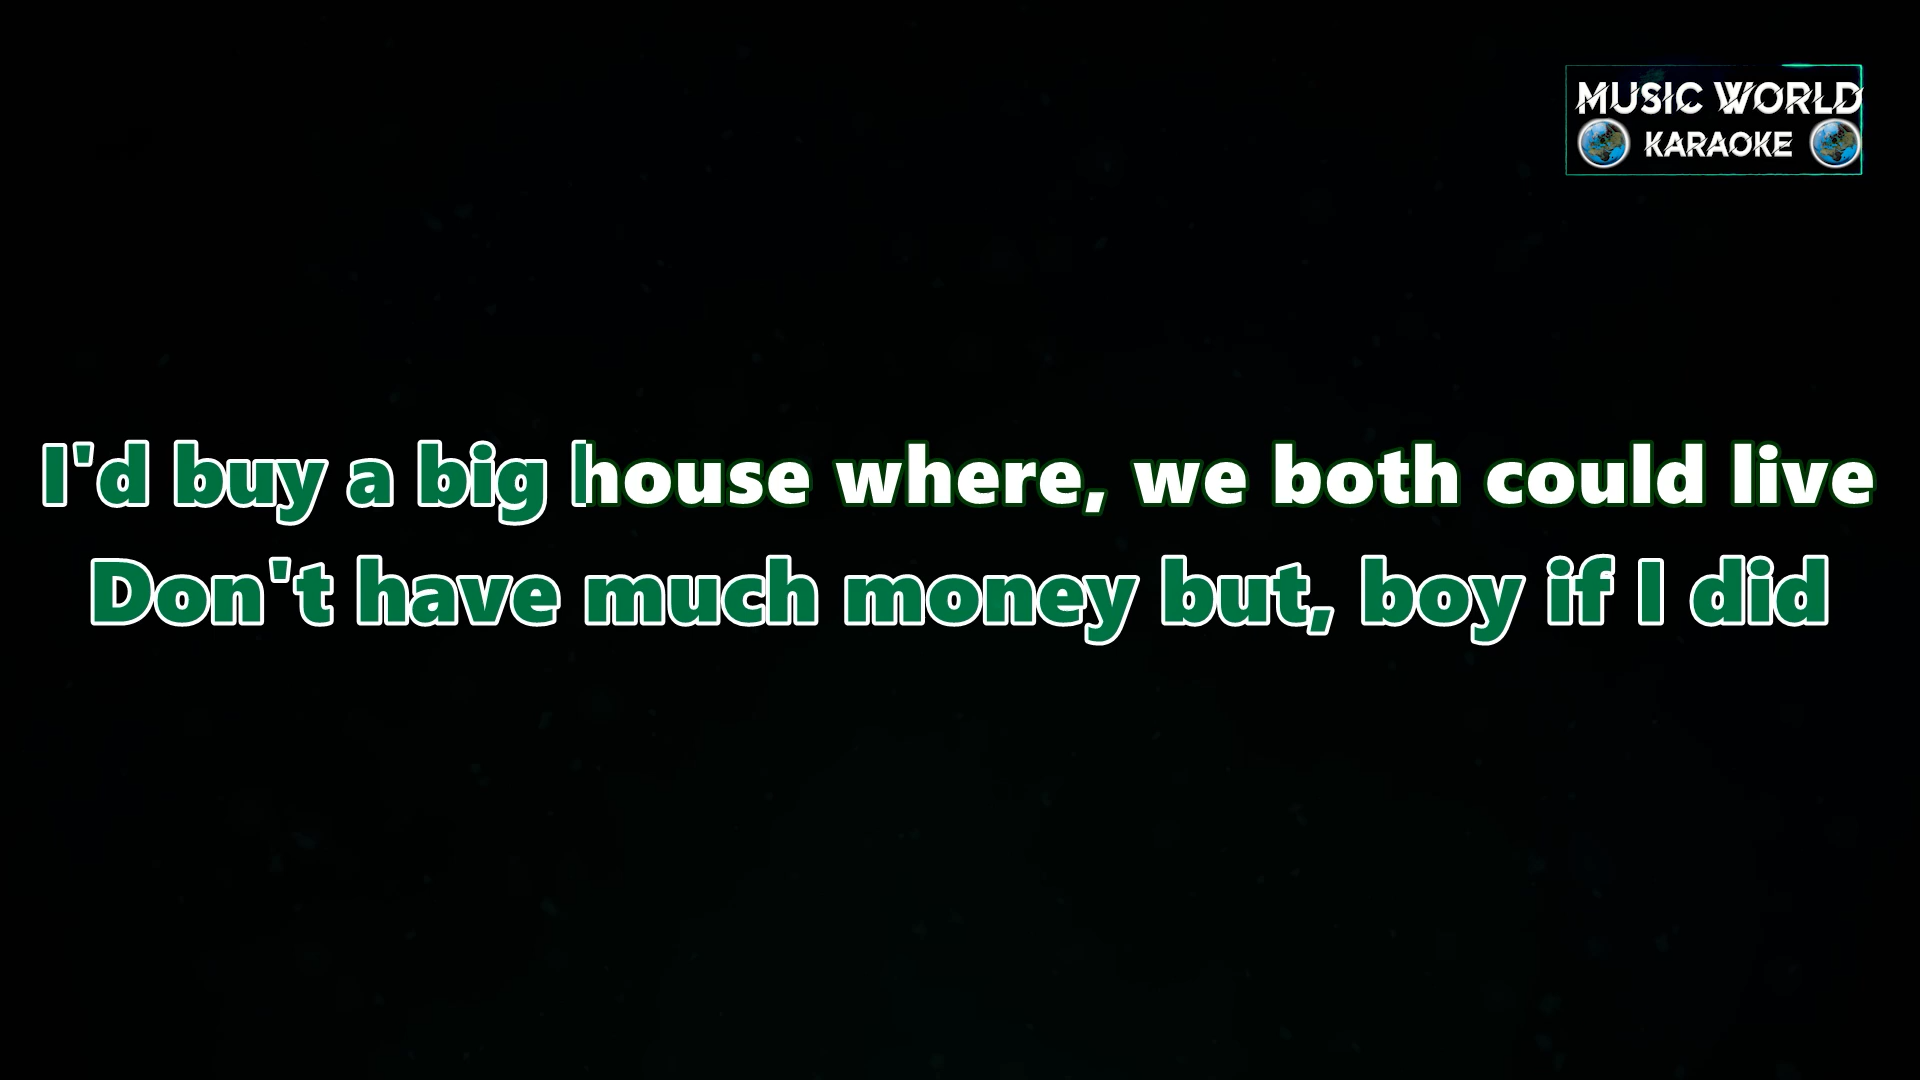 MUSIC WORLD
KARAOKE
I'd buy a big house where, we both could live
Don't have much money but, boy if I did